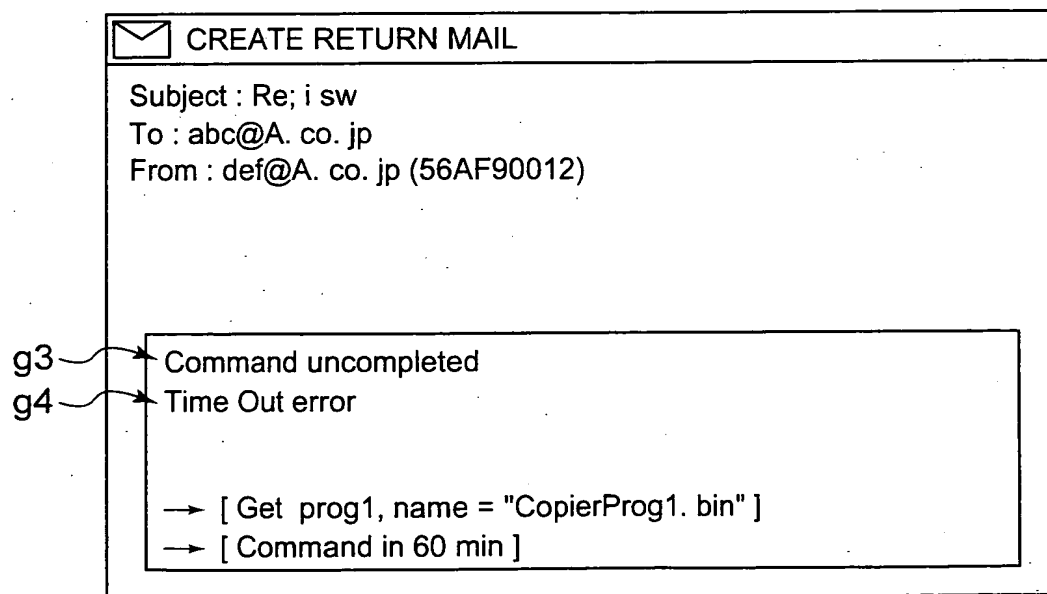 CREATE RETURN MAIL
Subject : Re; i sw
To : abc@A. co. jp
From : def@A. co. jp (56AF90012)
g3 Command uncompleted
g4 Time Out error
→ [ Get prog1, name = "CopierProg1. bin" ]
→ [ Command in 60 min ]